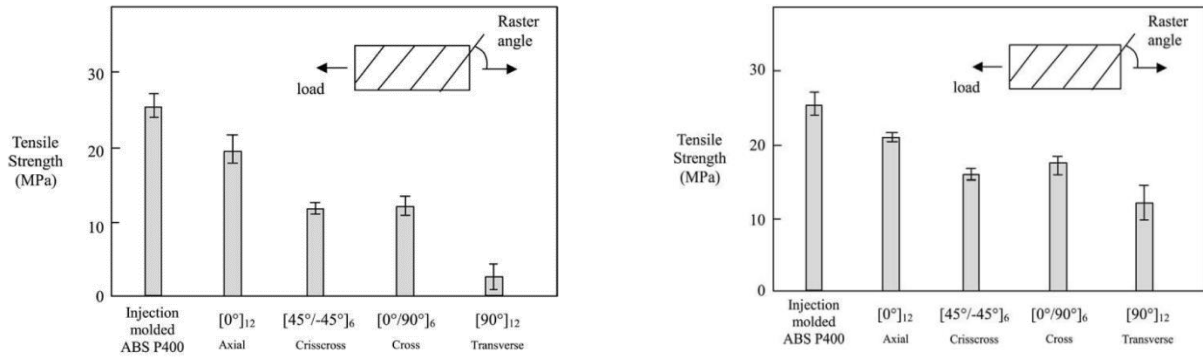 Raster
angle
load
30
20
10
0
Tensile
Strength
(MPa)
Injection
molded
ABS P400
[0°]12
Axial
[45°/-45°]6
Crisscross
[0°/90°]6
Cross
[90°]12
Transverse
Raster
angle
load
30
20
10
0
Tensile
Strength
(MPa)
Injection
molded
ABS P400
[0°]12
Axial
[45°/-45°]6
Crisscross
[0°/90°]6
Cross
[90°]12
Transverse